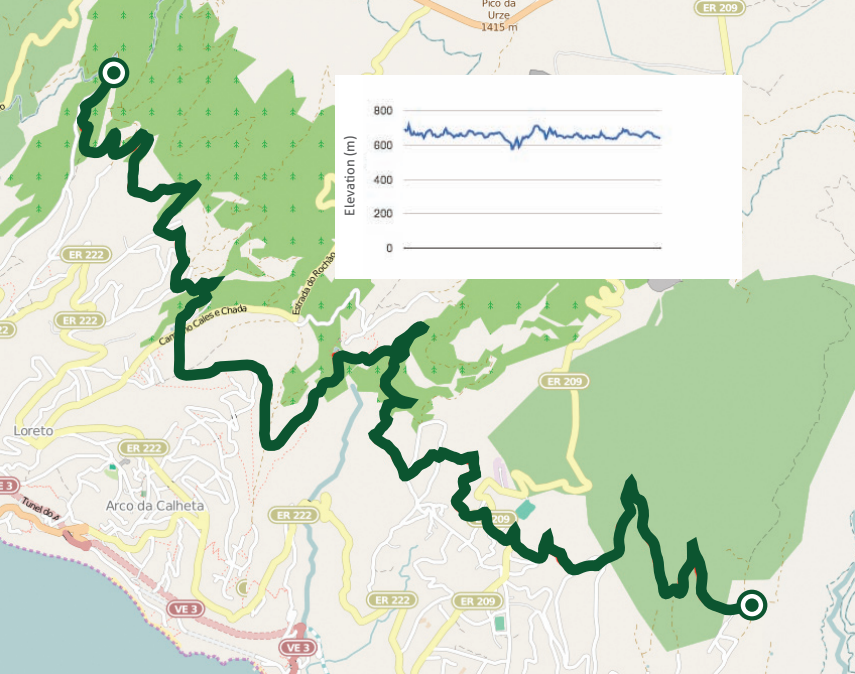 Pico da
Urze
1415 m
ER 209
800
600
400
200
0
Elevation (m)
ER 222
Estrada do Rochão
ER 222
22
Caminho Cales e Chada
ER 209
Loreto
ER 222
E 3
Arco da Calheta
Túnel do A
ER 222
209
ER 222
ER 209
VE 3
VE 3